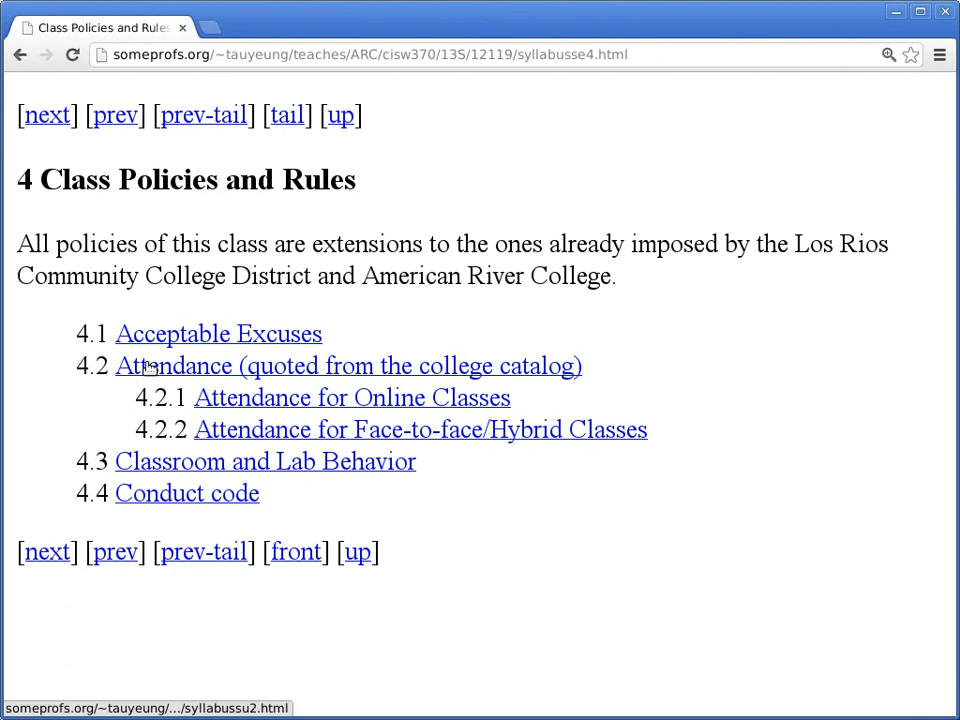 Class Policies and Rules
someprofs.org/~tauyeung/teaches/ARC/cisw370/13S/12119/syllabusse4.html
[next] [prev] [prev-tail] [tail] [up]
4 Class Policies and Rules
All policies of this class are extensions to the ones already imposed by the Los Rios
Community College District and American River College.
4.1 Acceptable Excuses
4.2 Attendance (quoted from the college catalog)
4.2.1 Attendance for Online Classes
4.2.2 Attendance for Face-to-face/Hybrid Classes
4.3 Classroom and Lab Behavior
4.4 Conduct code
[next] [prev] [prev-tail] [front] [up]
someprofs.org/~tauyeung/.../syllabussu2.html